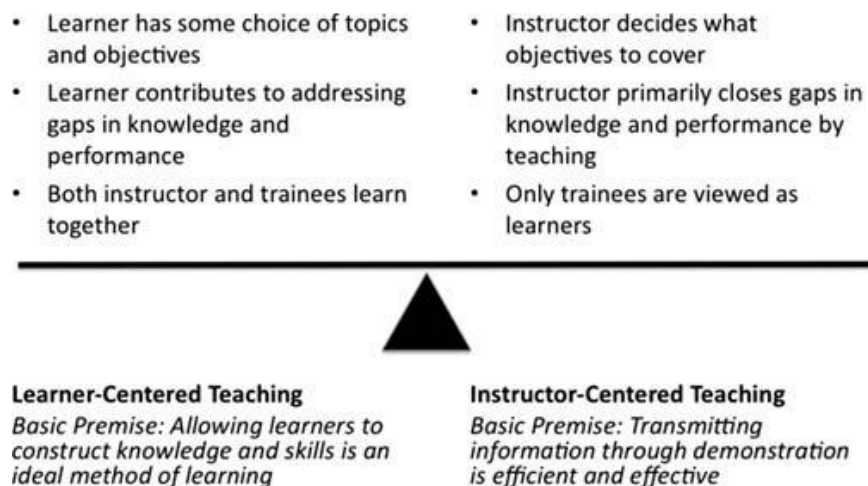 • Learner has some choice of topics
and objectives
• Learner contributes to addressing
gaps in knowledge and
performance
• Both instructor and trainees learn
together
• Instructor decides what
objectives to cover
• Instructor primarily closes gaps in
knowledge and performance by
teaching
• Only trainees are viewed as
learners
Learner-Centered Teaching
Basic Premise: Allowing learners to
construct knowledge and skills is an
ideal method of learning
Instructor-Centered Teaching
Basic Premise: Transmitting
information through demonstration
is efficient and effective